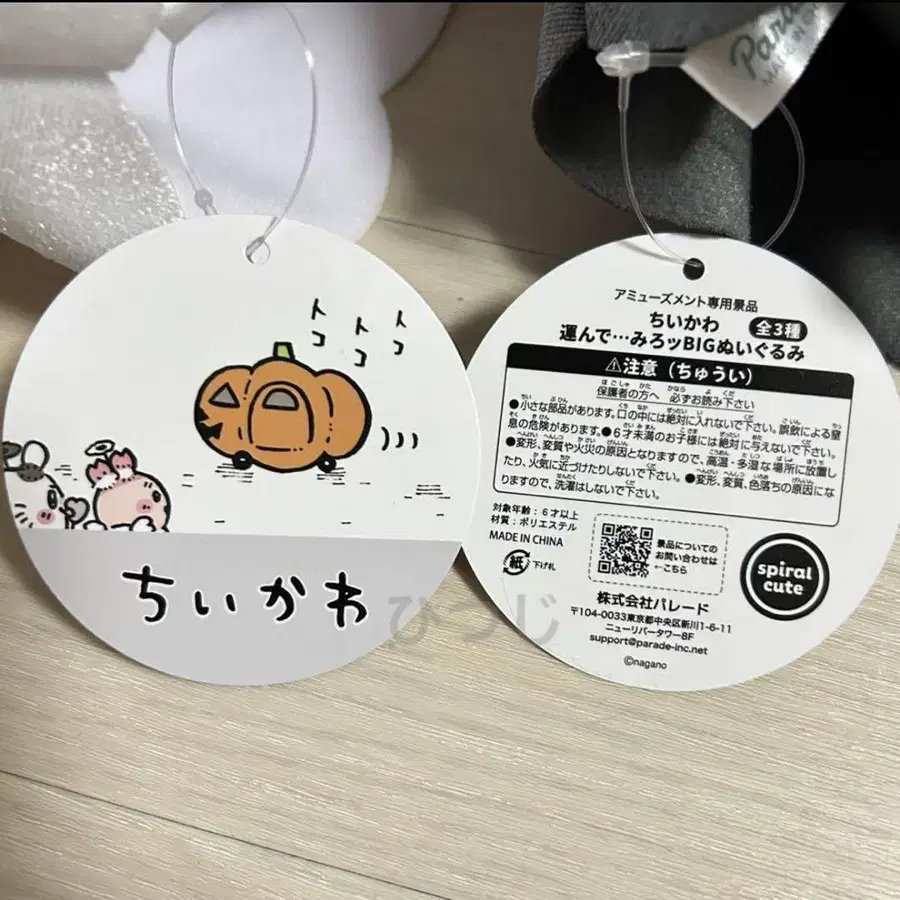 トコ
トコ
トコ
ちいかわ
ひつじ
Para
MADE IN
アミューズメント専用景品
ちいかわ 全3種
運んで…みろッBIGぬいぐるみ
⚠注意（ちゅうい）
保護者の方へ 必ずお読み下さい
●小さな部品があります。口の中には絶対に入れないで下さい。誤飲による窒
息の危険があります。●6才未満のお子様には絶対に与えないで下さい。
●変形、変質や火災の原因となりますので、高温・多湿な場所に放置し
たり、火気に近づけたりしないで下さい。●変形、変質、色落ちの原因にな
りますので、洗濯はしないで下さい。
対象年齢：6才以上
材質：ポリエステル
MADE IN CHINA
紙 下げ札
景品についての
お問い合わせは
←こちら
spiral
cute
株式会社パレード
〒104-0033東京都中央区新川1-6-11
ニューリバータワー8F
support@parade-inc.net
©nagano